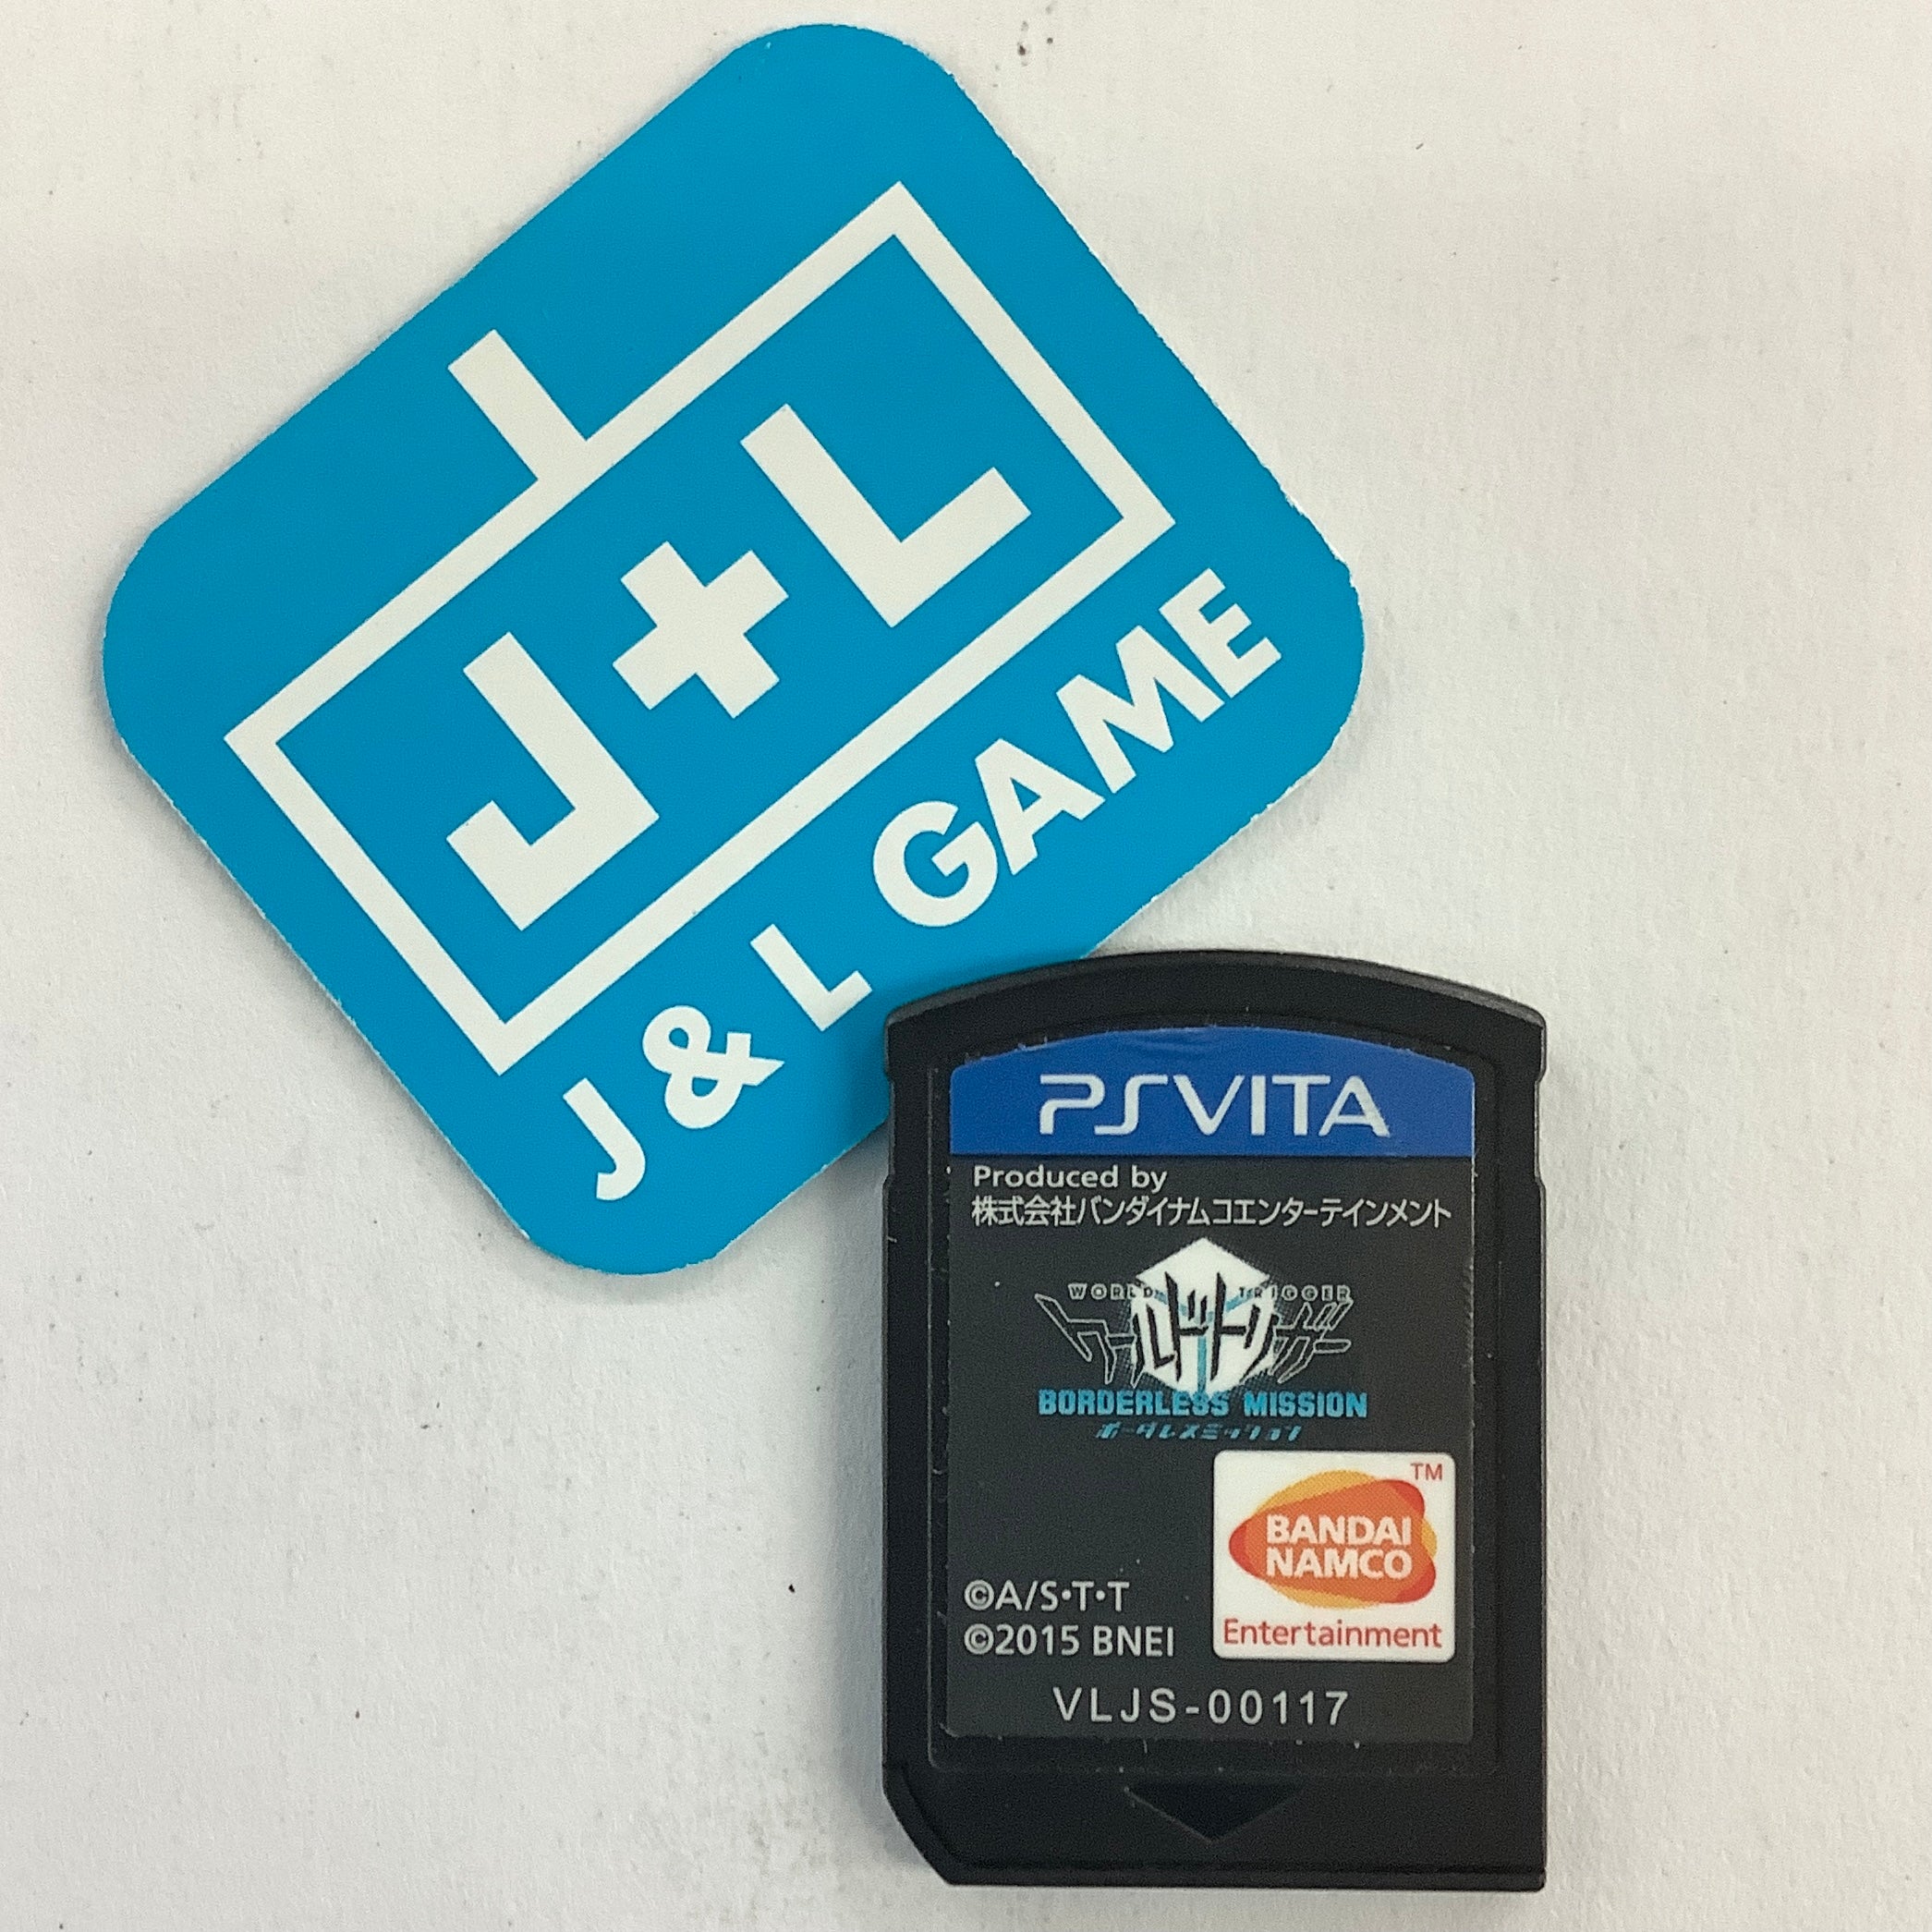 J+L
J & L GAME
PSVITA
Produced by
株式会社バンダイナムコエンターテインメント
WORLD TRIGGER
ワールドトリガー
BORDERLESS MISSION
ボーダレスミッション
TM
BANDAI
NAMCO
Entertainment
©A/S・T・T
©2015 BNEI
VLJS-00117